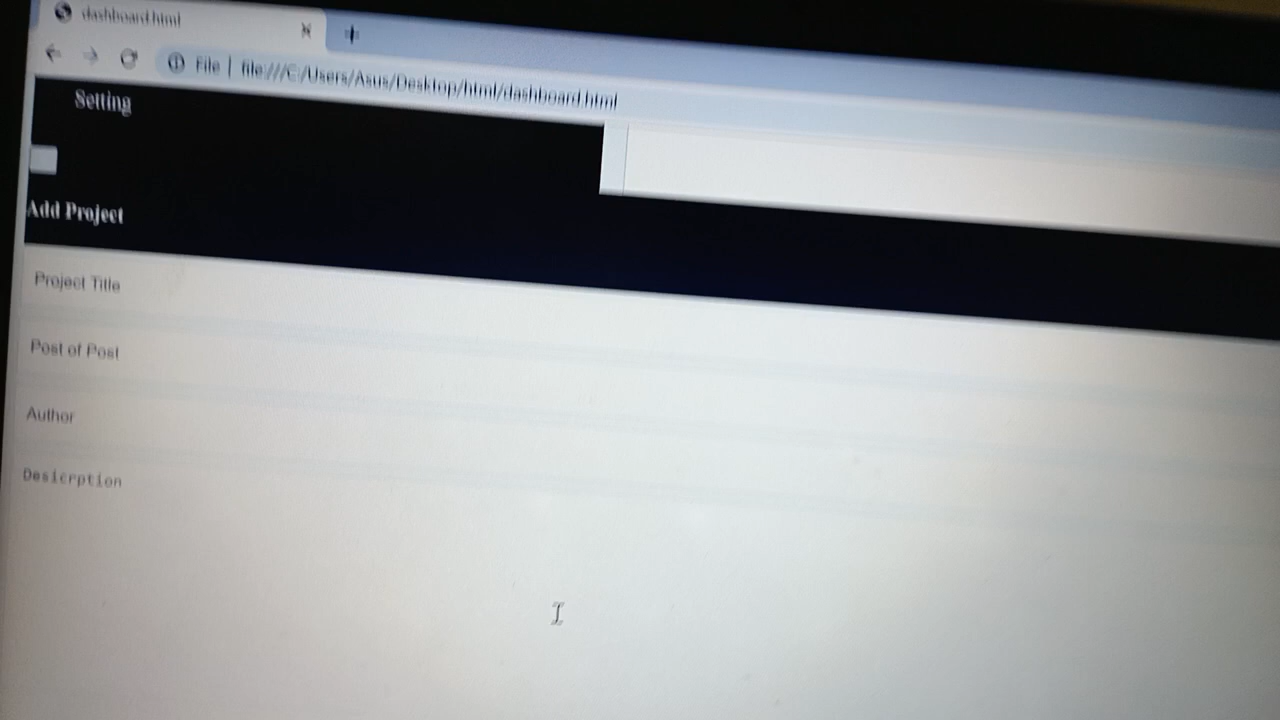 dashboard.html
File | file:///C:/Users/Asus/Desktop/html/dashboard.html
Setting
Add Project
Project Title
Post of Post
Author
Desicrption